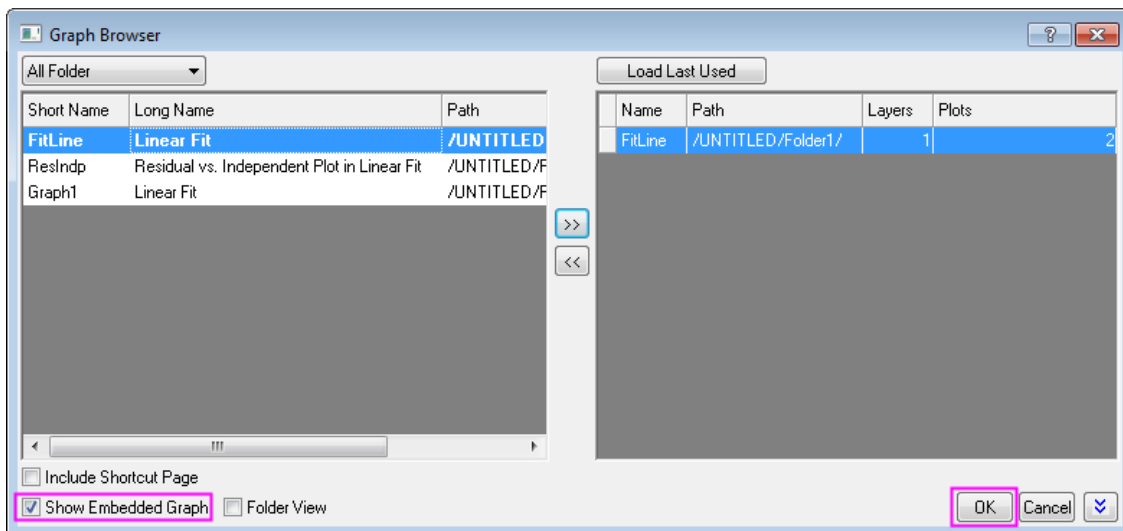 Graph Browser
All Folder
Load Last Used
Short Name Long Name Path
Name Path Layers Plots
FitLine Linear Fit /UNTITLED
FitLine /UNTITLED/Folder1/ 1 2
ResIndp Residual vs. Independent Plot in Linear Fit /UNTITLED/F
Graph1 Linear Fit /UNTITLED/F
>>
<<
Include Shortcut Page
Show Embedded Graph Folder View
OK Cancel